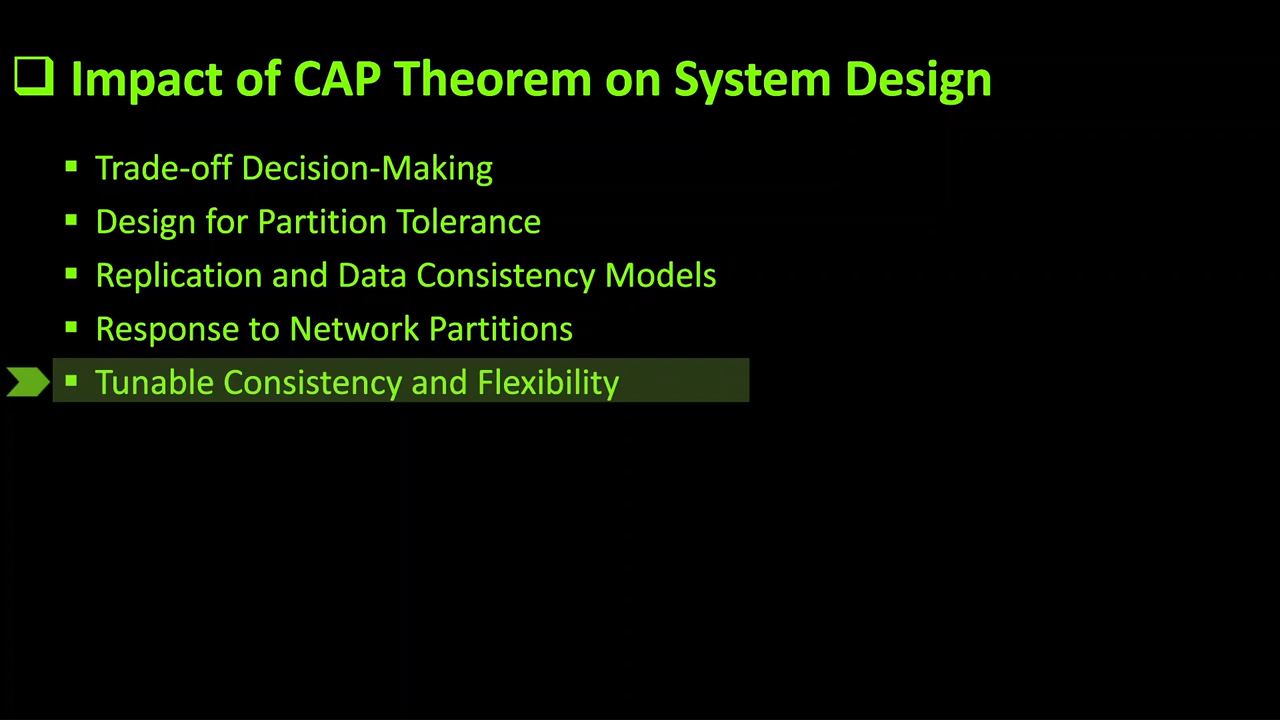 Impact of CAP Theorem on System Design
Trade-off Decision-Making
Design for Partition Tolerance
Replication and Data Consistency Models
Response to Network Partitions
Tunable Consistency and Flexibility